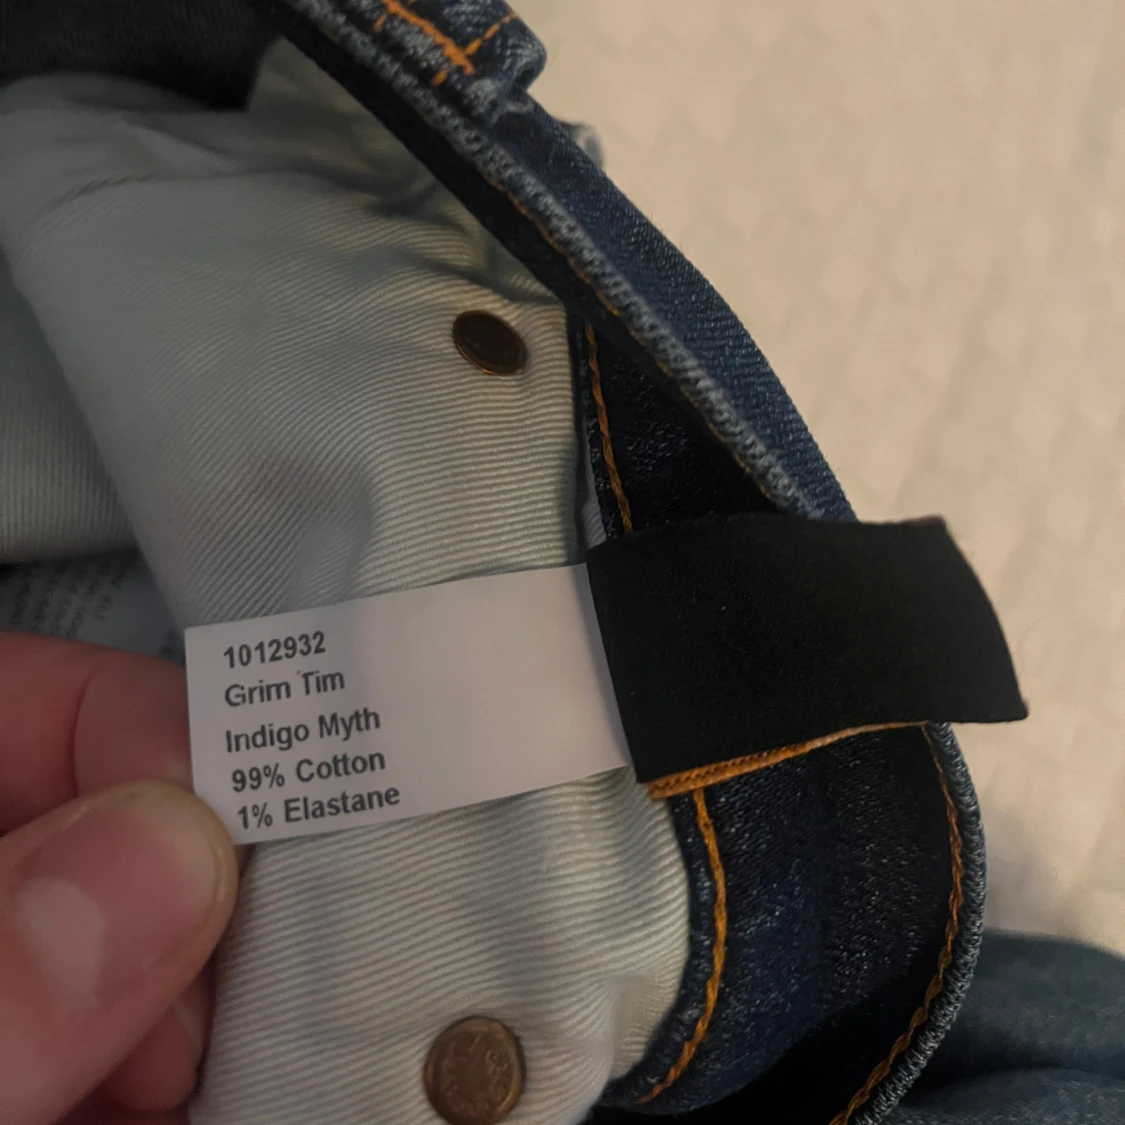 1012932
Grim Tim
Indigo Myth
99% Cotton
1% Elastane